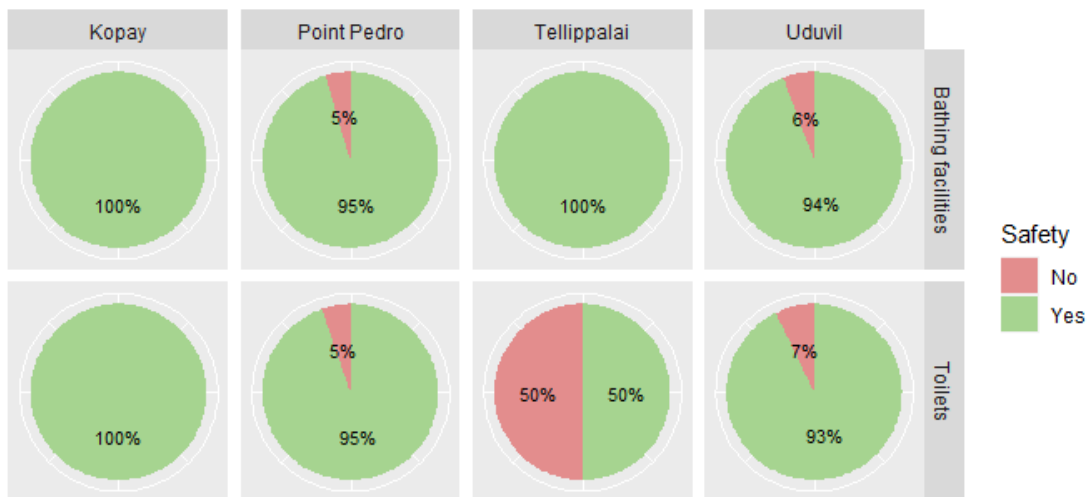 Kopay
Point Pedro
Tellippalai
Uduvil
5%
95%
100%
6%
94%
100%
Bathing facilities
Safety
No
Yes
100%
5%
95%
50%
50%
7%
93%
Toilets